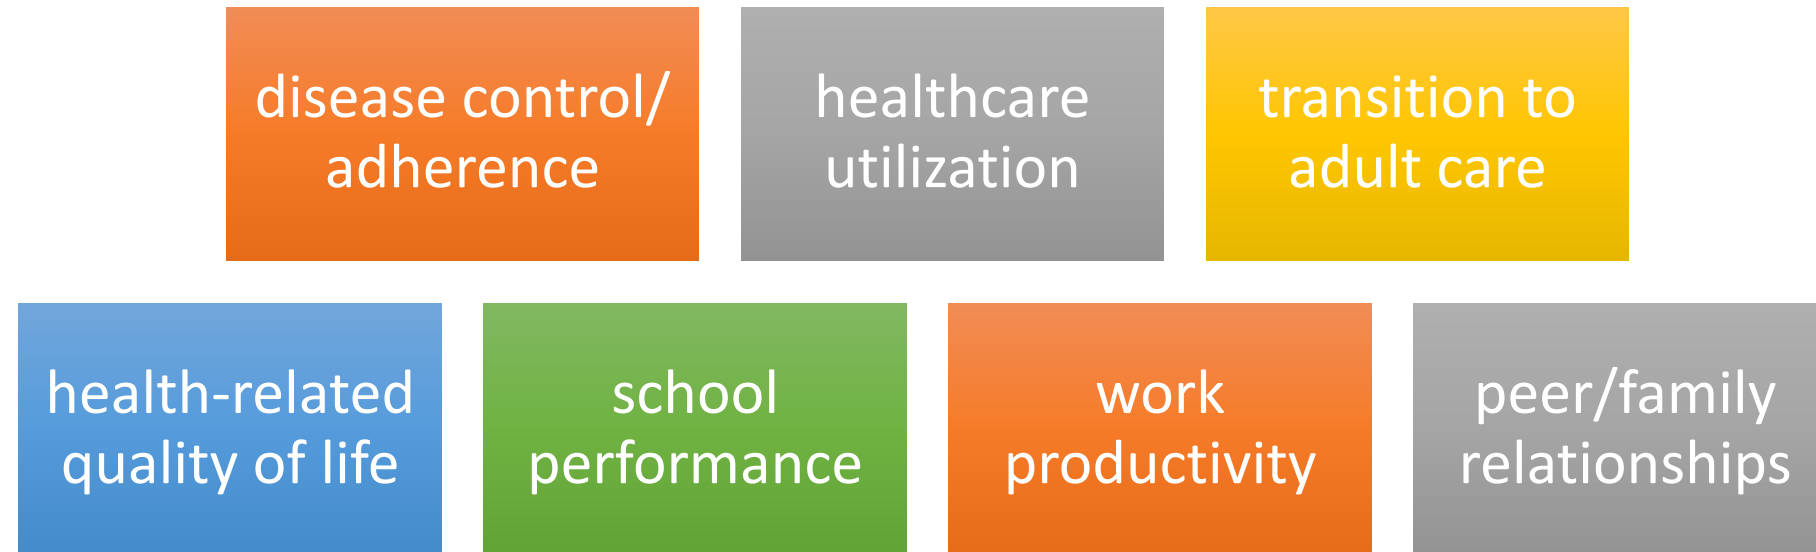 disease control/
adherence
healthcare
utilization
transition to
adult care
health-related
quality of life
school
performance
work
productivity
peer/family
relationships